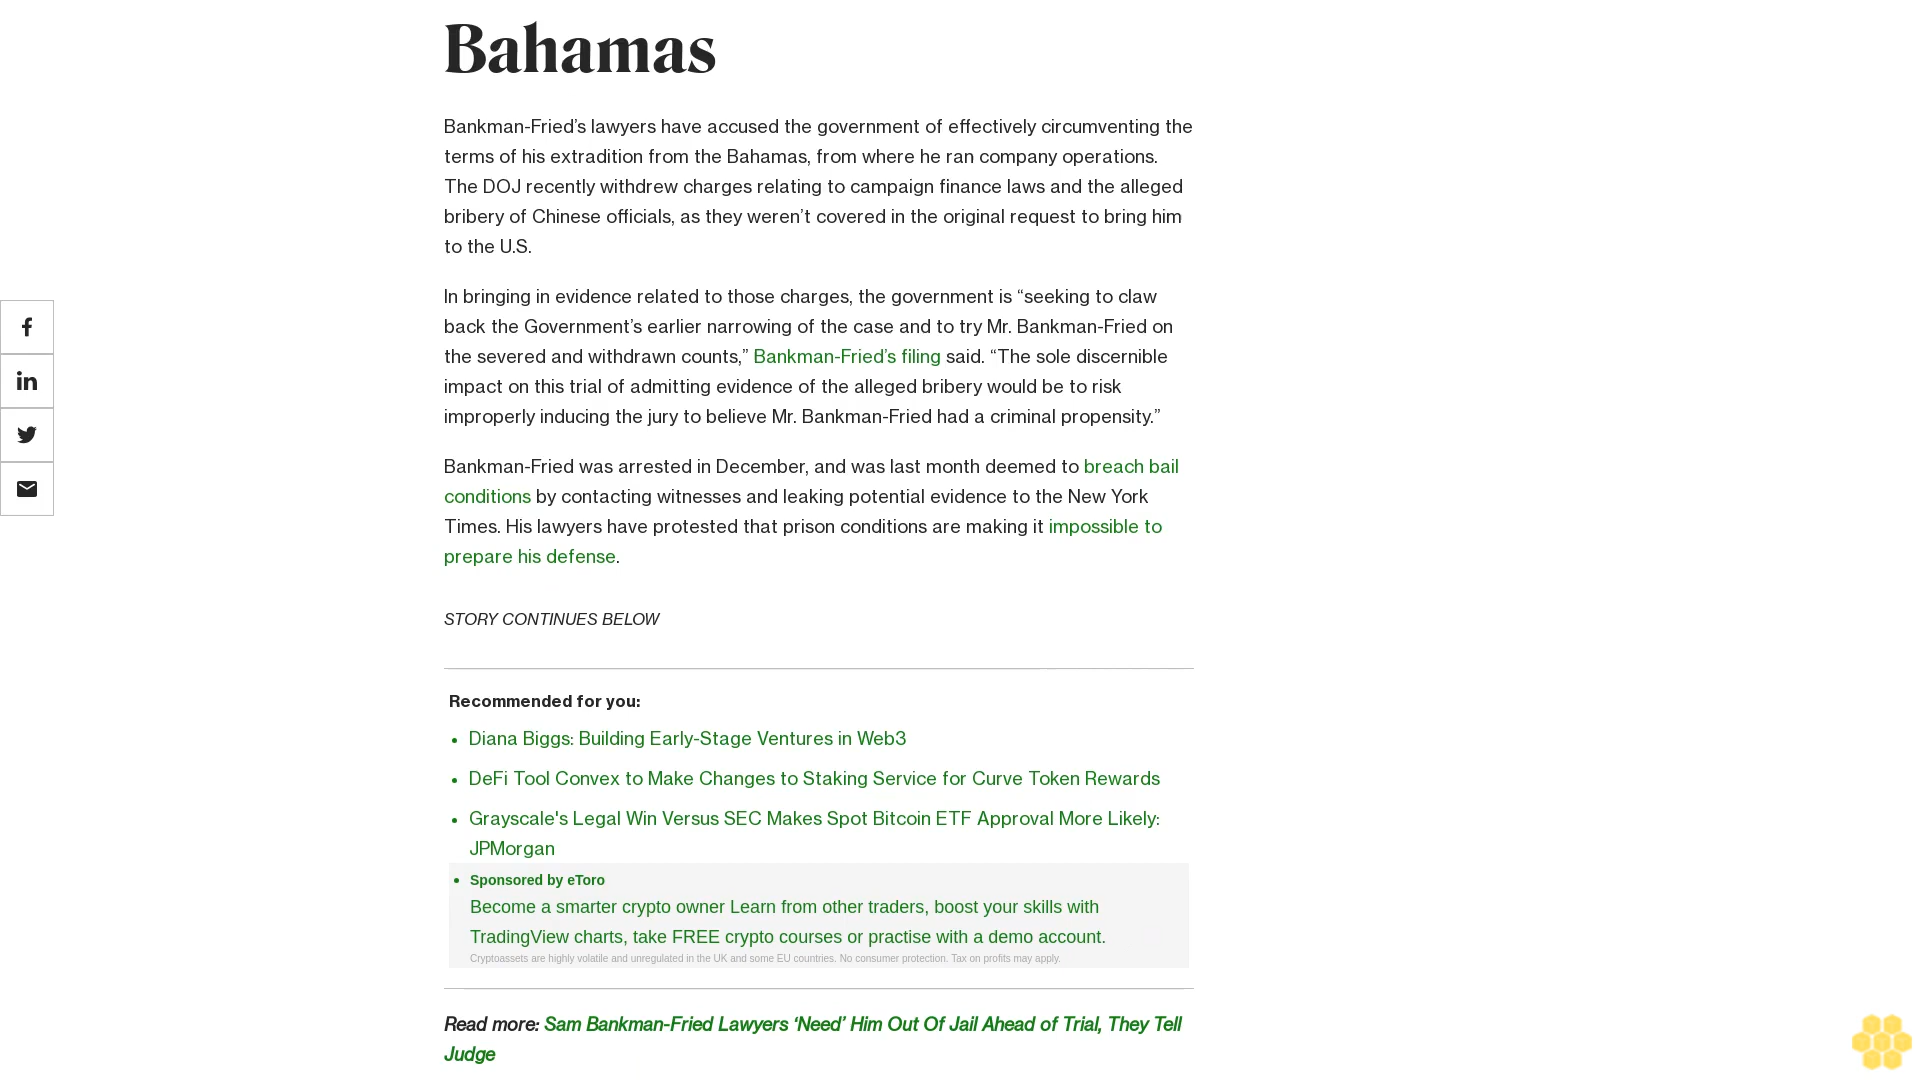 Bahamas
Bankman-Fried’s lawyers have accused the government of effectively circumventing the
terms of his extradition from the Bahamas, from where he ran company operations.
The DOJ recently withdrew charges relating to campaign finance laws and the alleged
bribery of Chinese officials, as they weren’t covered in the original request to bring him
to the U.S.
In bringing in evidence related to those charges, the government is “seeking to claw
back the Government’s earlier narrowing of the case and to try Mr. Bankman-Fried on
the severed and withdrawn counts,” Bankman-Fried’s filing said. “The sole discernible
impact on this trial of admitting evidence of the alleged bribery would be to risk
improperly inducing the jury to believe Mr. Bankman-Fried had a criminal propensity.”
Bankman-Fried was arrested in December, and was last month deemed to breach bail
conditions by contacting witnesses and leaking potential evidence to the New York
Times. His lawyers have protested that prison conditions are making it impossible to
prepare his defense.
STORY CONTINUES BELOW
Recommended for you:
• Diana Biggs: Building Early-Stage Ventures in Web3
• DeFi Tool Convex to Make Changes to Staking Service for Curve Token Rewards
• Grayscale's Legal Win Versus SEC Makes Spot Bitcoin ETF Approval More Likely:
JPMorgan
• Sponsored by eToro
Become a smarter crypto owner Learn from other traders, boost your skills with
TradingView charts, take FREE crypto courses or practise with a demo account.
Cryptoassets are highly volatile and unregulated in the UK and some EU countries. No consumer protection. Tax on profits may apply.
Read more: Sam Bankman-Fried Lawyers ‘Need’ Him Out Of Jail Ahead of Trial, They Tell
Judge